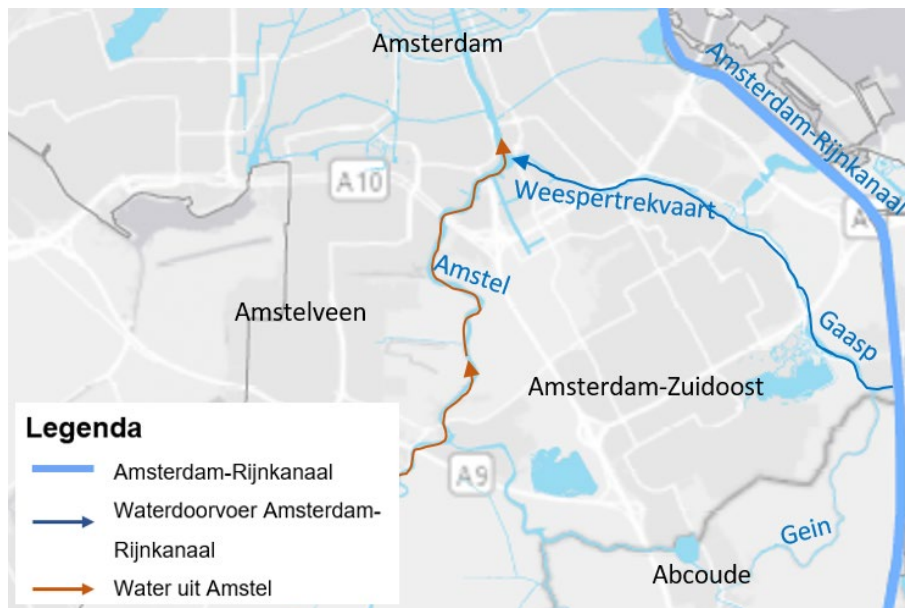 Amsterdam
Amsterdam-Rijnkanaal
A10
Weespertrekvaart
Amstel
Amstelveen
Gaasp
Amsterdam-Zuidoost
A9
Gein
Abcoude
Legenda
Amsterdam-Rijnkanaal
Waterdoorvoer Amsterdam-
Rijnkanaal
Water uit Amstel